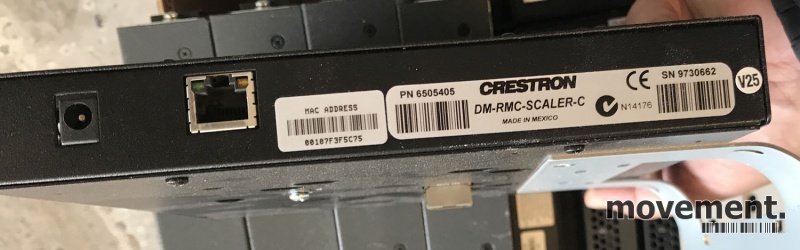 MAC ADDRESS
00107F3F5C75
PN 6505405
CRESTRON
DM-RMC-SCALER-C
MADE IN MEXICO
CE
N14176
SN 9730662
V25
movement.